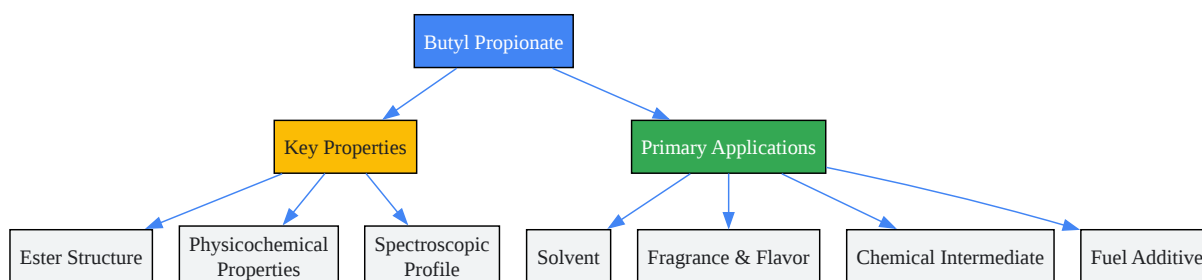 Butyl Propionate
Key Properties
Primary Applications
Ester Structure
Physicochemical
Properties
Spectroscopic
Profile
Solvent
Fragrance & Flavor
Chemical Intermediate
Fuel Additive